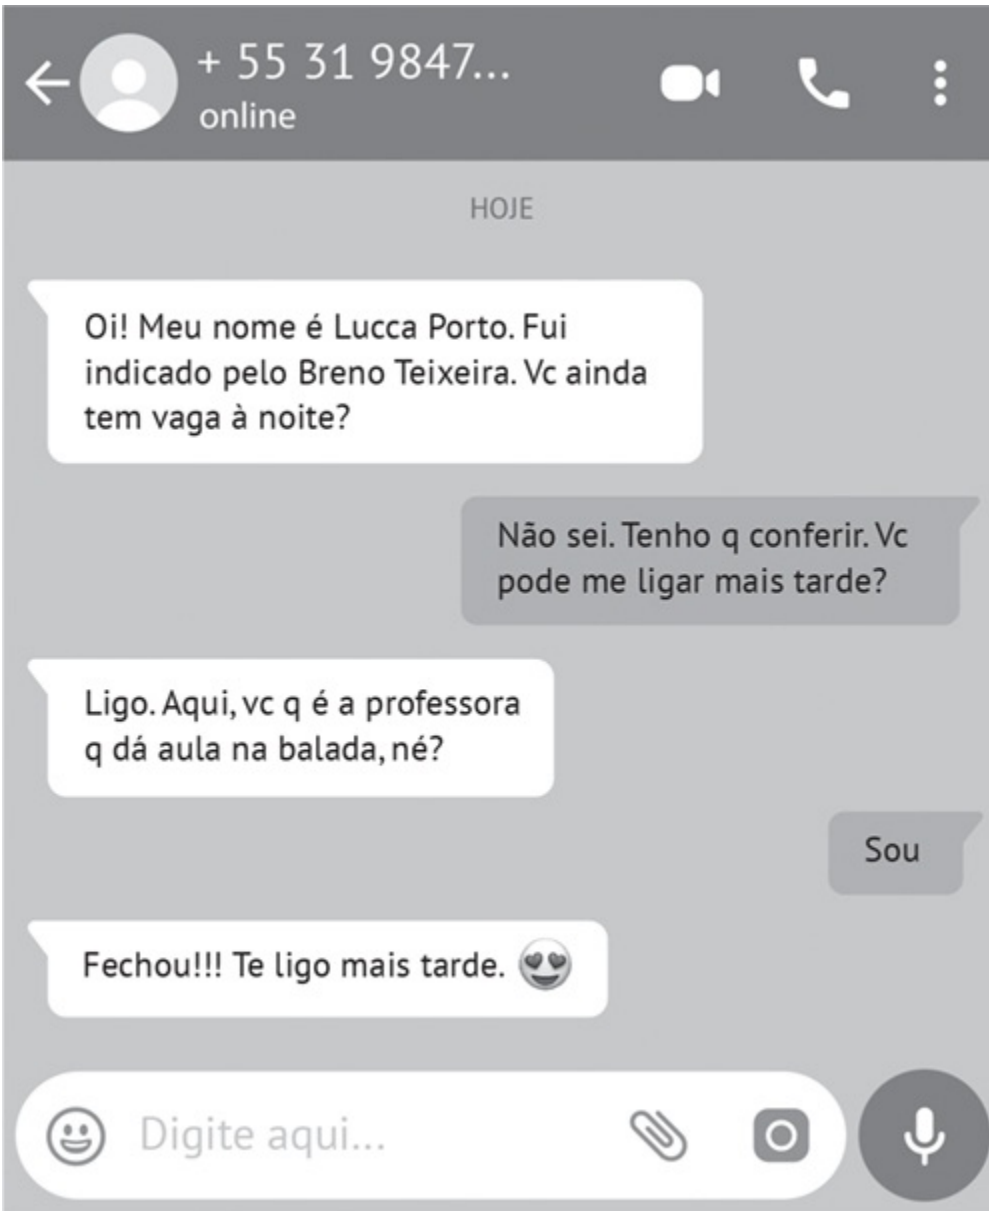 + 55 31 9847...
online
HOJE
Oi! Meu nome é Lucca Porto. Fui
indicado pelo Breno Teixeira. Vc ainda
tem vaga à noite?
Não sei. Tenho q conferir. Vc
pode me ligar mais tarde?
Ligo. Aqui, vc q é a professora
q dá aula na balada, né?
Sou
Fechou!!! Te ligo mais tarde. 😍
Digite aqui...